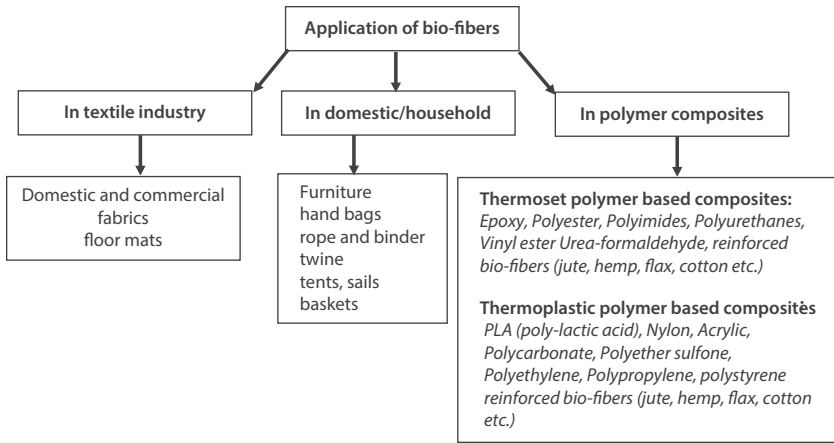 Application of bio-fibers
In textile industry
In domestic/household
In polymer composites
Domestic and commercial
fabrics
floor mats
Furniture
hand bags
rope and binder
twine
tents, sails
baskets
Thermoset polymer based composites:
Epoxy, Polyester, Polyimides, Polyurethanes,
Vinyl ester Urea-formaldehyde, reinforced
bio-fibers (jute, hemp, flax, cotton etc.)
Thermoplastic polymer based composites
PLA (poly-lactic acid), Nylon, Acrylic,
Polycarbonate, Polyether sulfone,
Polyethylene, Polypropylene, polystyrene
reinforced bio-fibers (jute, hemp, flax, cotton
etc.)